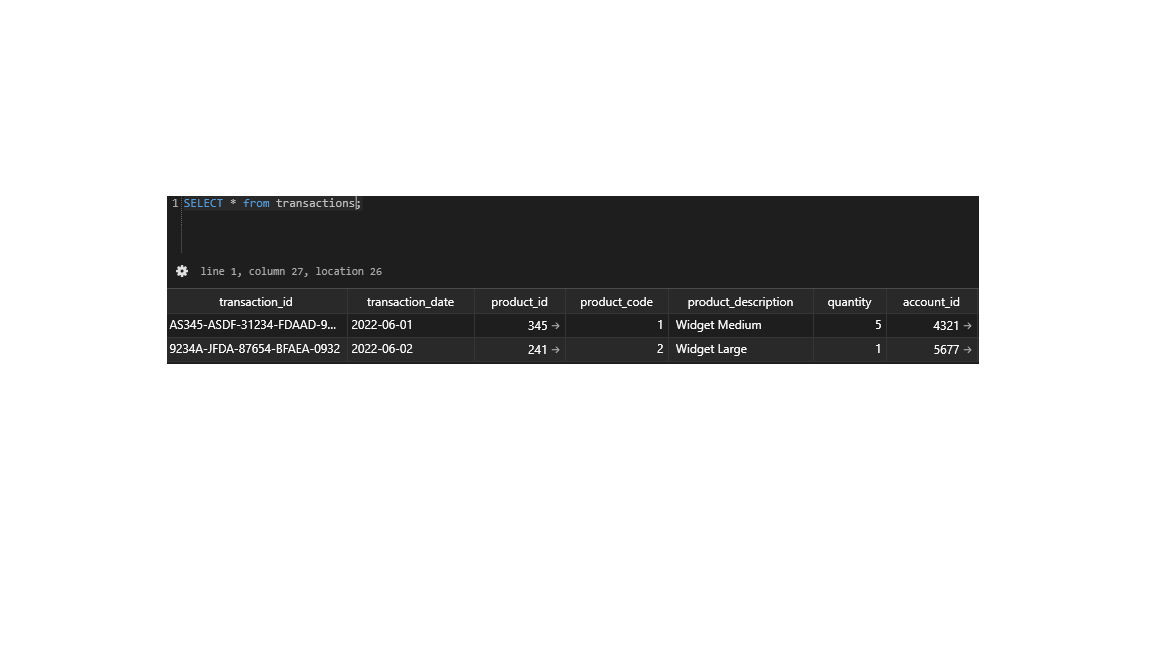 1 SELECT * from transactions;
line 1, column 27, location 26
transaction_id transaction_date product_id product_code product_description quantity account_id
AS345-ASDF-31234-FDAAD-9... 2022-06-01 345 → 1 Widget Medium 5 4321 →
9234A-JFDA-87654-BFAEA-0932 2022-06-02 241 → 2 Widget Large 1 5677 →